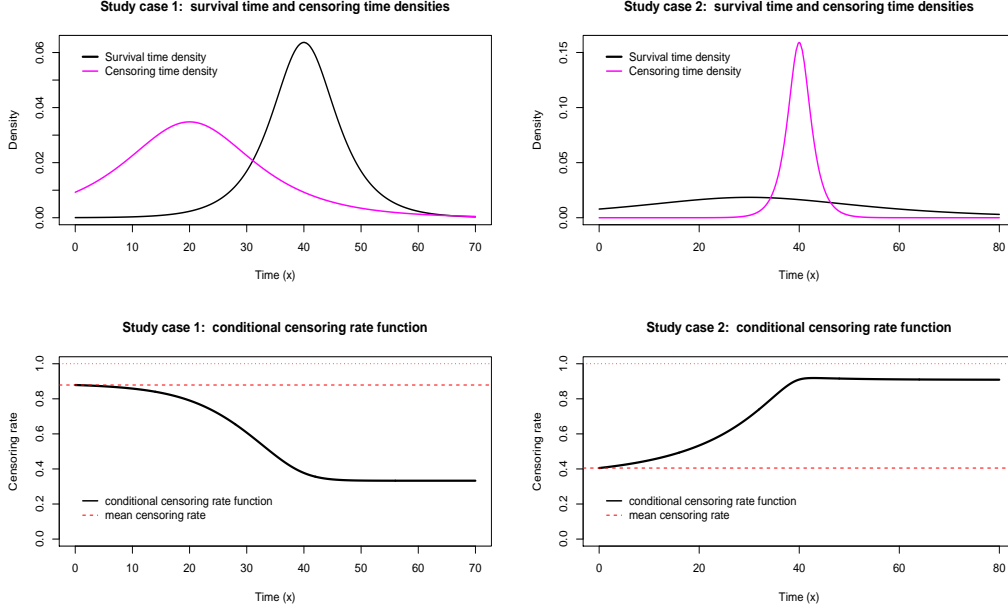 Study case 1: survival time and censoring time densities
Density
0.00 0.02 0.04 0.06
Survival time density
Censoring time density
0 10 20 30 40 50 60 70
Time (x)
Study case 2: survival time and censoring time densities
Density
0.00 0.05 0.10 0.15
Survival time density
Censoring time density
0 20 40 60 80
Time (x)
Study case 1: conditional censoring rate function
Censoring rate
0.0 0.2 0.4 0.6 0.8 1.0
conditional censoring rate function
mean censoring rate
0 10 20 30 40 50 60 70
Time (x)
Study case 2: conditional censoring rate function
Censoring rate
0.0 0.2 0.4 0.6 0.8 1.0
conditional censoring rate function
mean censoring rate
0 20 40 60 80
Time (x)